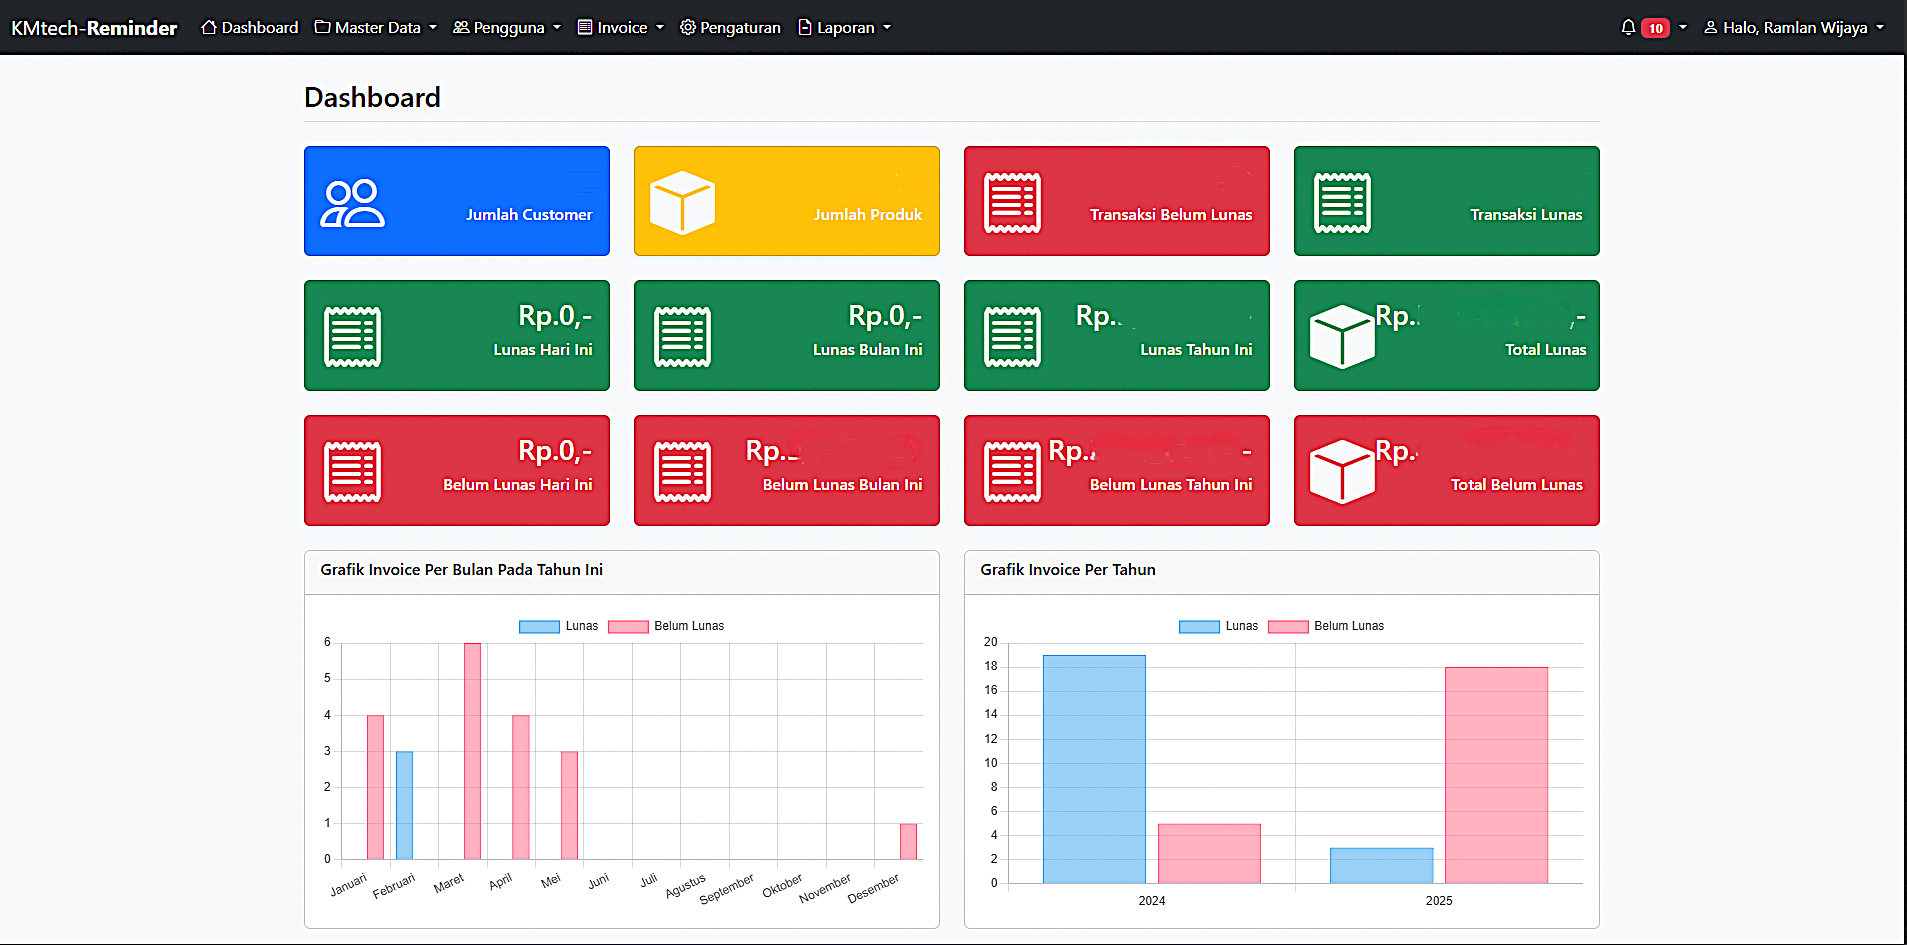 KMtech-Reminder Dashboard Master Data Pengguna Invoice Pengaturan Laporan 10 Halo, Ramlan Wijaya
Dashboard
Jumlah Customer
Jumlah Produk
Transaksi Belum Lunas
Transaksi Lunas
Rp.0,-
Lunas Hari Ini
Rp.0,-
Lunas Bulan Ini
Rp.
Lunas Tahun Ini
Rp. ,-
Total Lunas
Rp.0,-
Belum Lunas Hari Ini
Rp.
Belum Lunas Bulan Ini
Rp. -
Belum Lunas Tahun Ini
Rp.
Total Belum Lunas
Grafik Invoice Per Bulan Pada Tahun Ini
Lunas Belum Lunas
6
5
4
3
2
1
0
Januari Februari Maret April Mei Juni Juli Agustus September Oktober November Desember
Grafik Invoice Per Tahun
Lunas Belum Lunas
20
18
16
14
12
10
8
6
4
2
0
2024 2025